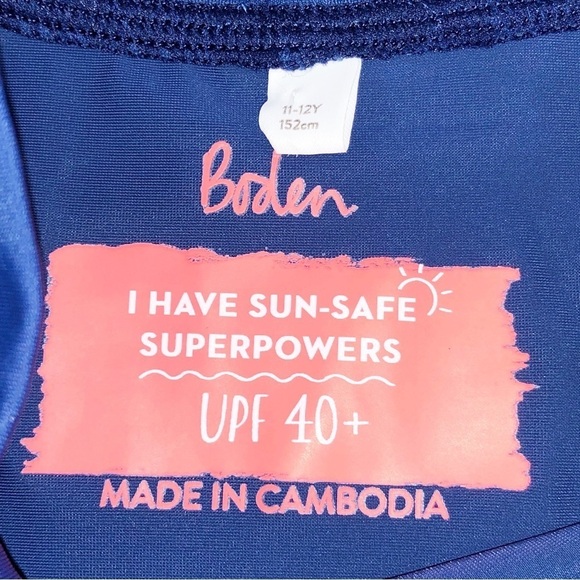 11-12Y
152cm
Boden
I HAVE SUN-SAFE
SUPERPOWERS
UPF 40+
MADE IN CAMBODIA